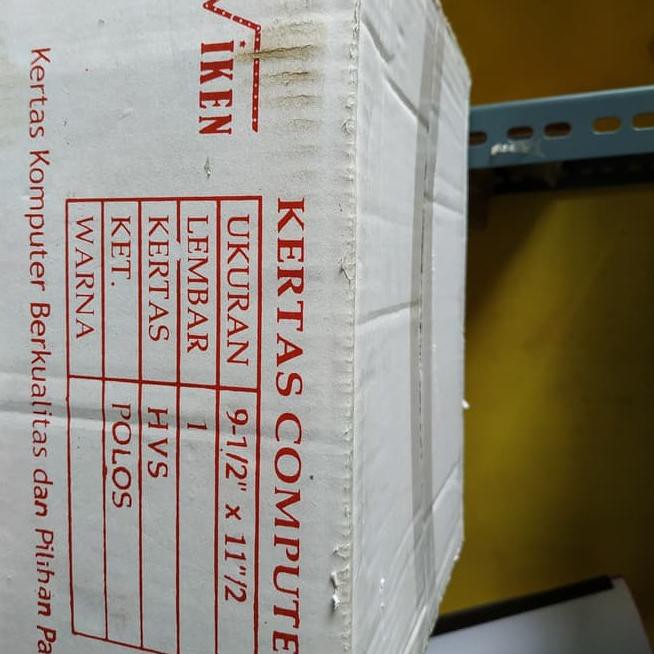 √IKEN
KERTAS COMPUTE
UKURAN 9-1/2" x 11"/2
LEMBAR 1
KERTAS HVS
KET. POLOS
WARNA
Kertas Komputer Berkualitas dan Pilihan Pa